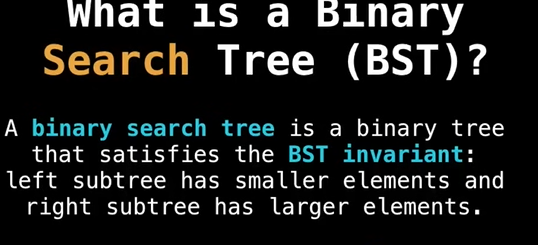 What is a Binary
Search Tree (BST)?
A binary search tree is a binary tree
that satisfies the BST invariant:
left subtree has smaller elements and
right subtree has larger elements.